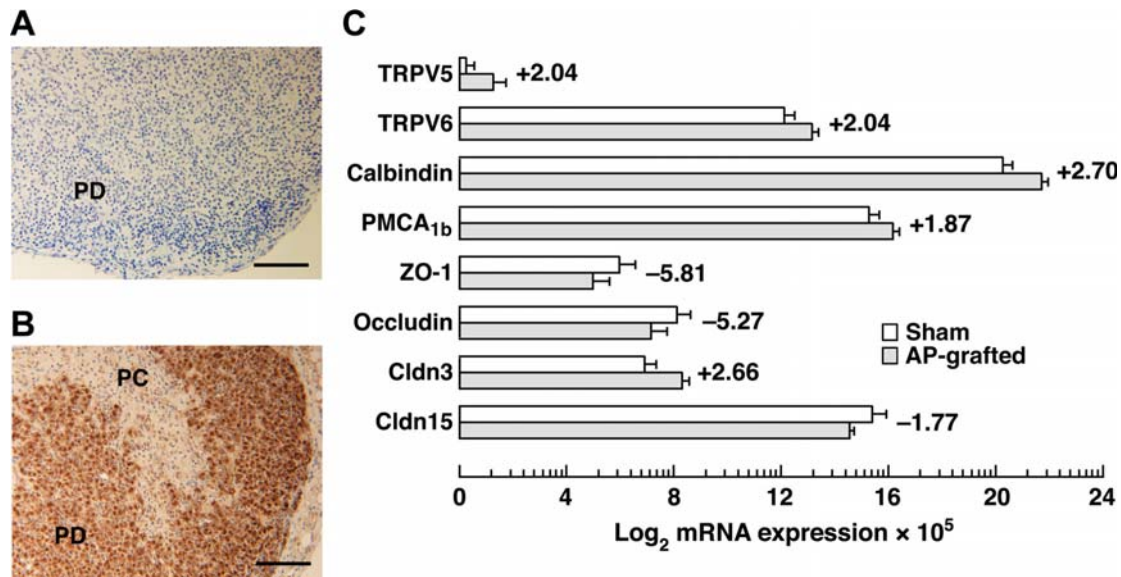 A
PD
B
PC
PD
C
TRPV5
+2.04
TRPV6
+2.04
Calbindin
+2.70
PMCA1b
+1.87
ZO-1
–5.81
Occludin
–5.27
Cldn3
+2.66
Cldn15
–1.77
Sham
AP-grafted
0 4 8 12 16 20 24
Log2 mRNA expression × 10^5